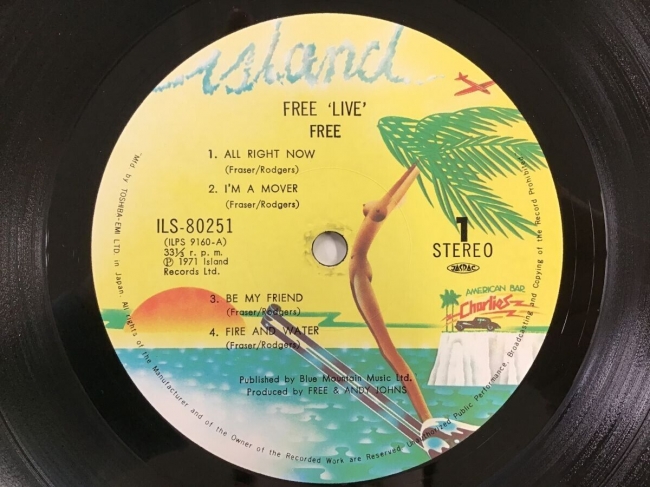 island
FREE 'LIVE'
FREE
1. ALL RIGHT NOW
(Fraser/Rodgers)
2. I'M A MOVER
(Fraser/Rodgers)
ILS-80251
(ILPS 9160-A)
33⅓ r. p. m.
Ⓟ 1971 Island
Records Ltd.
1
STEREO
JASRAC
3. BE MY FRIEND
(Fraser/Rodgers)
4. FIRE AND WATER
(Fraser/Rodgers)
AMERICAN BAR
Charlies
Published by Blue Mountain Music Ltd.
Produced by FREE & ANDY JOHNS
Mfd by TOSHIBA-EMI LTD. in Japan. All rights of the Manufacturer and of the Owner of the Recorded Work are Reserved. Unauthorized Public Performance, Broadcasting and Copying of the Record Prohibited